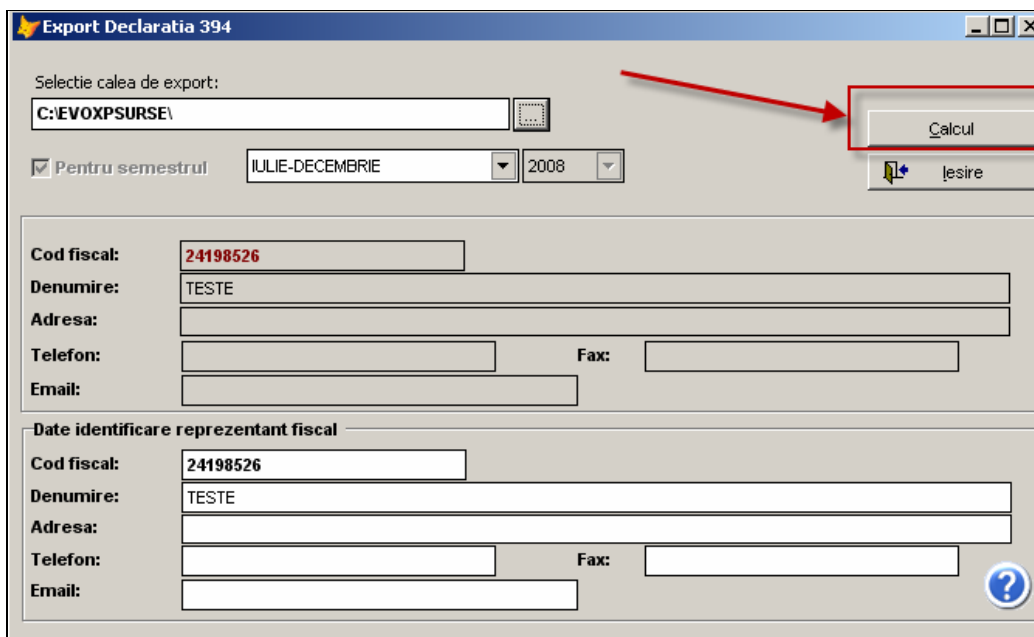 Export Declaratia 394
Selectie calea de export:
C:\EVOXPSURSE\ ...
Calcul
Pentru semestrul IULIE-DECEMBRIE 2008
Iesire
Cod fiscal: 24198526
Denumire: TESTE
Adresa:
Telefon: Fax:
Email:
Date identificare reprezentant fiscal
Cod fiscal: 24198526
Denumire: TESTE
Adresa:
Telefon: Fax:
Email:
?